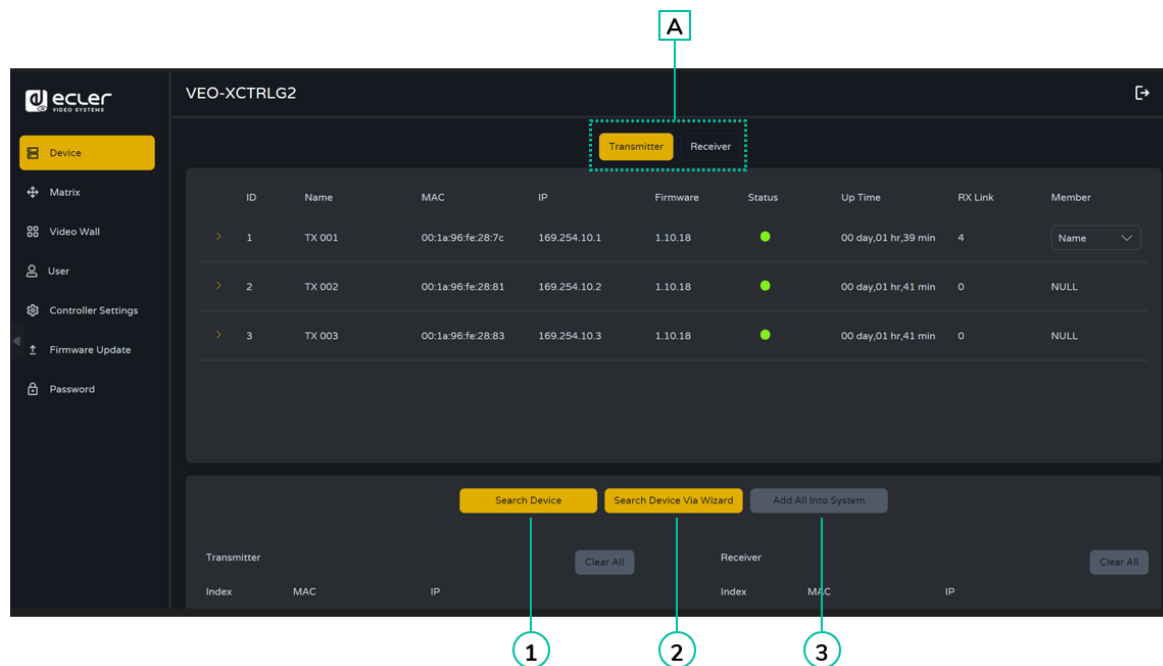 A
ecler
VIDEO SYSTEMS
VEO-XCTRLG2
Device
Matrix
Video Wall
User
Controller Settings
Firmware Update
Password
Transmitter Receiver
ID Name MAC IP Firmware Status Up Time RX Link Member
1 TX 001 00:1a:96:fe:28:7c 169.254.10.1 1.10.18 00 day,01 hr,39 min 4 Name
2 TX 002 00:1a:96:fe:28:81 169.254.10.2 1.10.18 00 day,01 hr,41 min 0 NULL
3 TX 003 00:1a:96:fe:28:83 169.254.10.3 1.10.18 00 day,01 hr,41 min 0 NULL
Search Device Search Device Via Wizard Add All Into System
Transmitter Clear All Receiver Clear All
Index MAC IP Index MAC IP
1 2 3